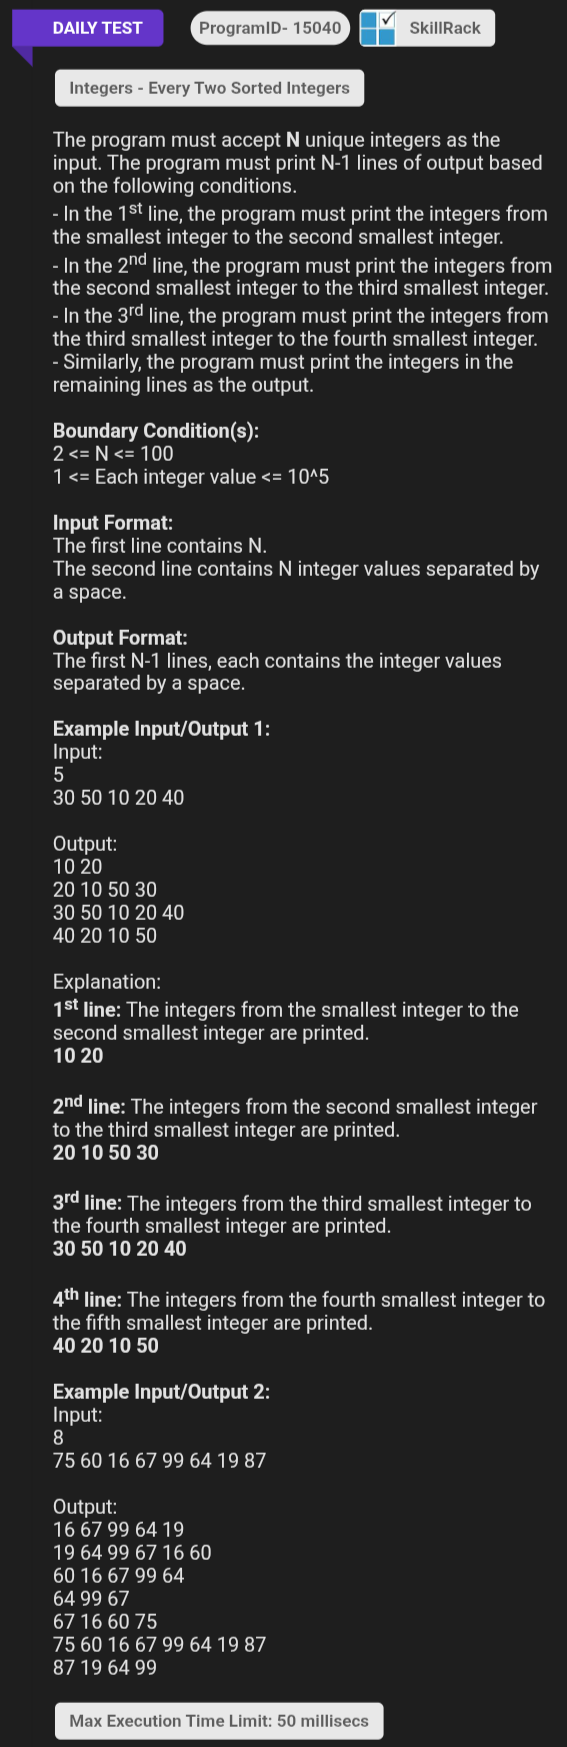 DAILY TEST
ProgramID- 15040
SkillRack
Integers - Every Two Sorted Integers
The program must accept N unique integers as the
input. The program must print N-1 lines of output based
on the following conditions.
- In the 1st line, the program must print the integers from
the smallest integer to the second smallest integer.
- In the 2nd line, the program must print the integers from
the second smallest integer to the third smallest integer.
- In the 3rd line, the program must print the integers from
the third smallest integer to the fourth smallest integer.
- Similarly, the program must print the integers in the
remaining lines as the output.
Boundary Condition(s):
2 <= N <= 100
1 <= Each integer value <= 10^5
Input Format:
The first line contains N.
The second line contains N integer values separated by
a space.
Output Format:
The first N-1 lines, each contains the integer values
separated by a space.
Example Input/Output 1:
Input:
5
30 50 10 20 40
Output:
10 20
20 10 50 30
30 50 10 20 40
40 20 10 50
Explanation:
1st line: The integers from the smallest integer to the
second smallest integer are printed.
10 20
2nd line: The integers from the second smallest integer
to the third smallest integer are printed.
20 10 50 30
3rd line: The integers from the third smallest integer to
the fourth smallest integer are printed.
30 50 10 20 40
4th line: The integers from the fourth smallest integer to
the fifth smallest integer are printed.
40 20 10 50
Example Input/Output 2:
Input:
8
75 60 16 67 99 64 19 87
Output:
16 67 99 64 19
19 64 99 67 16 60
60 16 67 99 64
64 99 67
67 16 60 75
75 60 16 67 99 64 19 87
87 19 64 99
Max Execution Time Limit: 50 millisecs